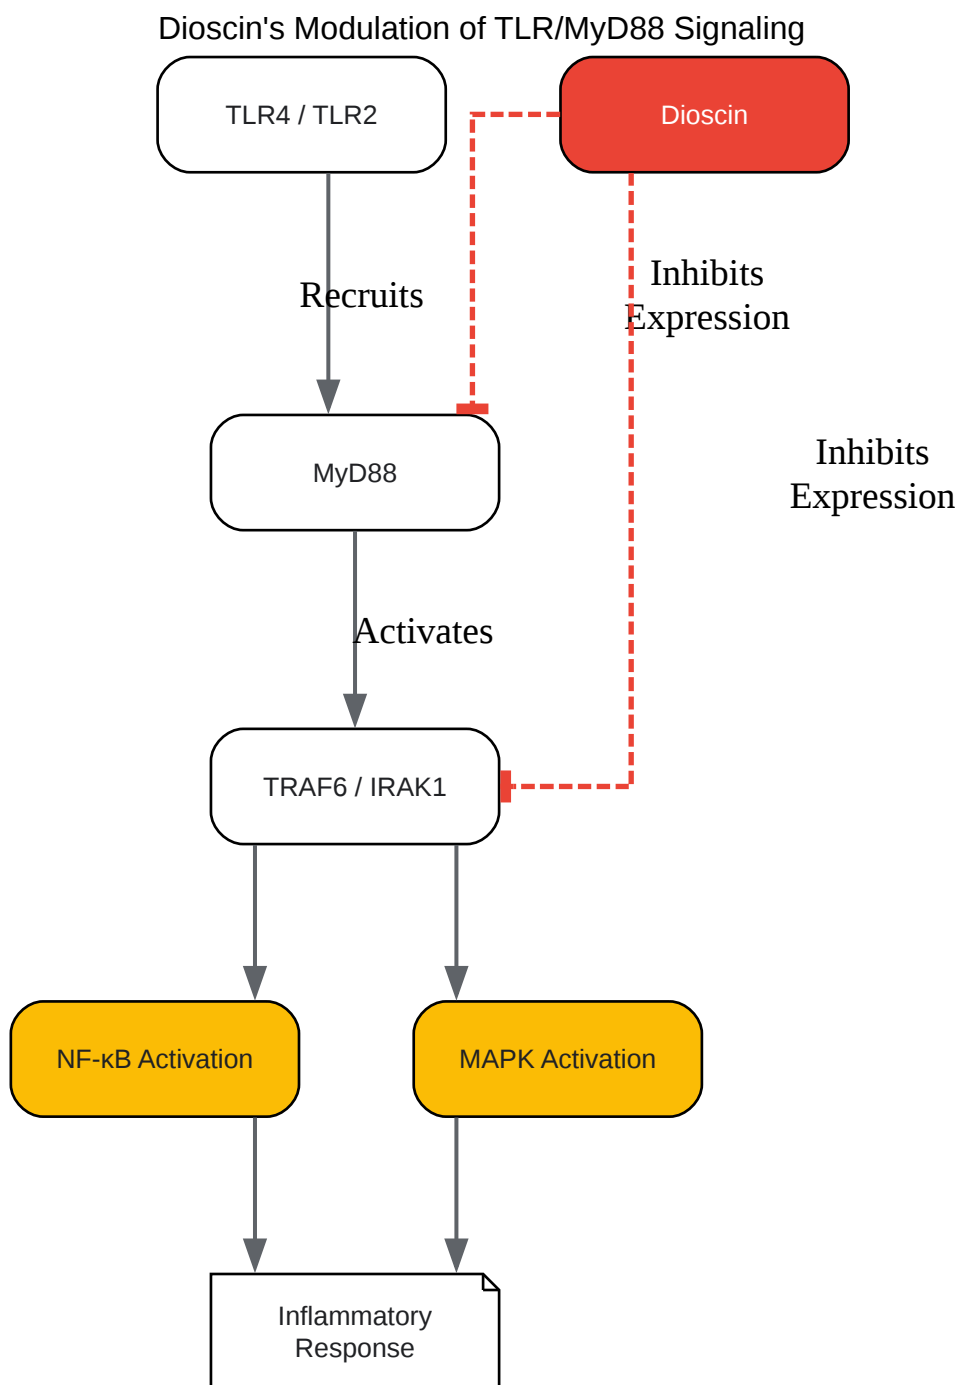 Dioscin's Modulation of TLR/MyD88 Signaling
TLR4 / TLR2
Dioscin
Recruits
Inhibits
Expression
MyD88
Inhibits
Expression
Activates
TRAF6 / IRAK1
NF-κB Activation
MAPK Activation
Inflammatory
Response